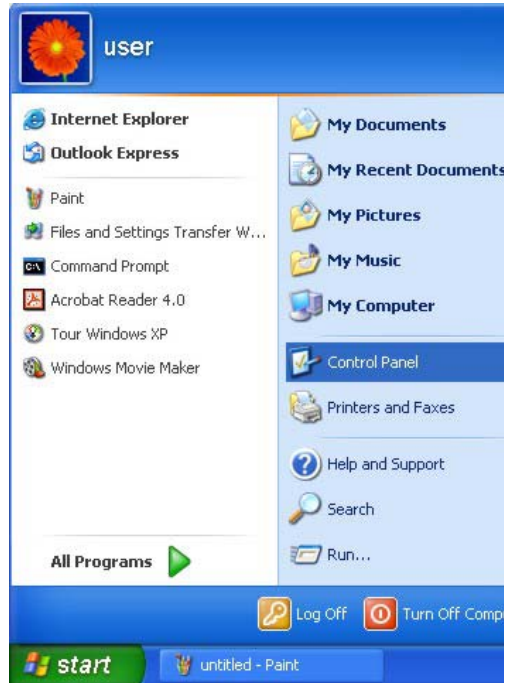 user
Internet Explorer
Outlook Express
Paint
Files and Settings Transfer W...
Command Prompt
Acrobat Reader 4.0
Tour Windows XP
Windows Movie Maker
All Programs
My Documents
My Recent Documents
My Pictures
My Music
My Computer
Control Panel
Printers and Faxes
Help and Support
Search
Run...
Log Off
Turn Off Comp
start
untitled - Paint